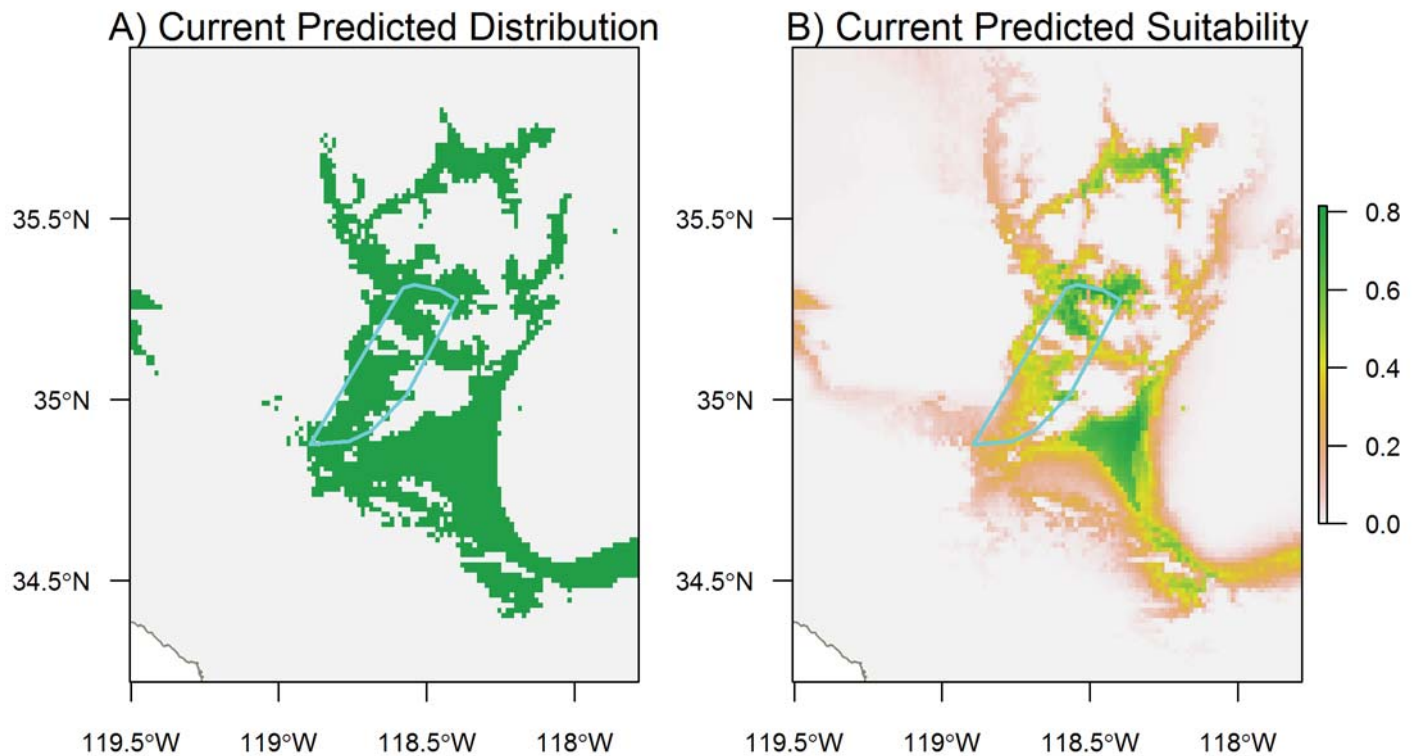 A) Current Predicted Distribution
B) Current Predicted Suitability
35.5°N
35°N
34.5°N
119.5°W
119°W
118.5°W
118°W
35.5°N
35°N
34.5°N
119.5°W
119°W
118.5°W
118°W
0.8
0.6
0.4
0.2
0.0